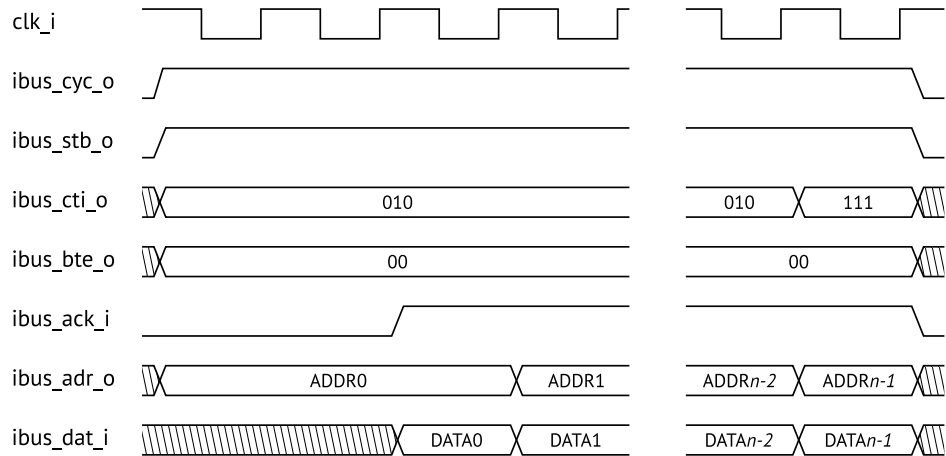 clk_i
ibus_cyc_o
ibus_stb_o
ibus_cti_o 010 010 111
ibus_bte_o 00 00
ibus_ack_i
ibus_adr_o ADDR0 ADDR1 ADDRn-2 ADDRn-1
ibus_dat_i DATA0 DATA1 DATAn-2 DATAn-1